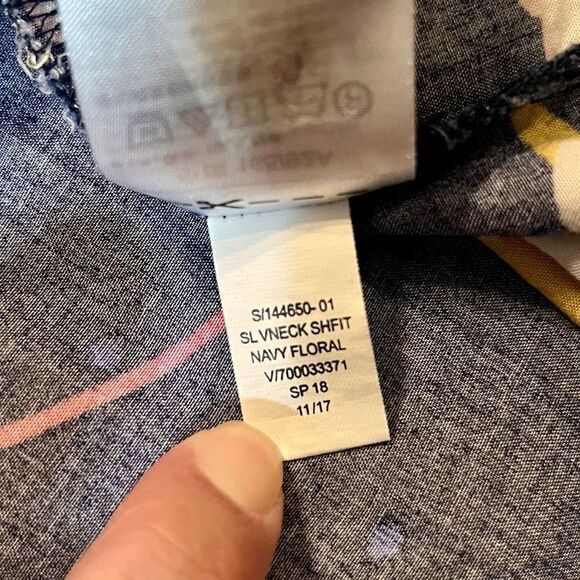 S/144650-01
SL VNECK SHFIT
NAVY FLORAL
V/700033371
SP 18
11/17